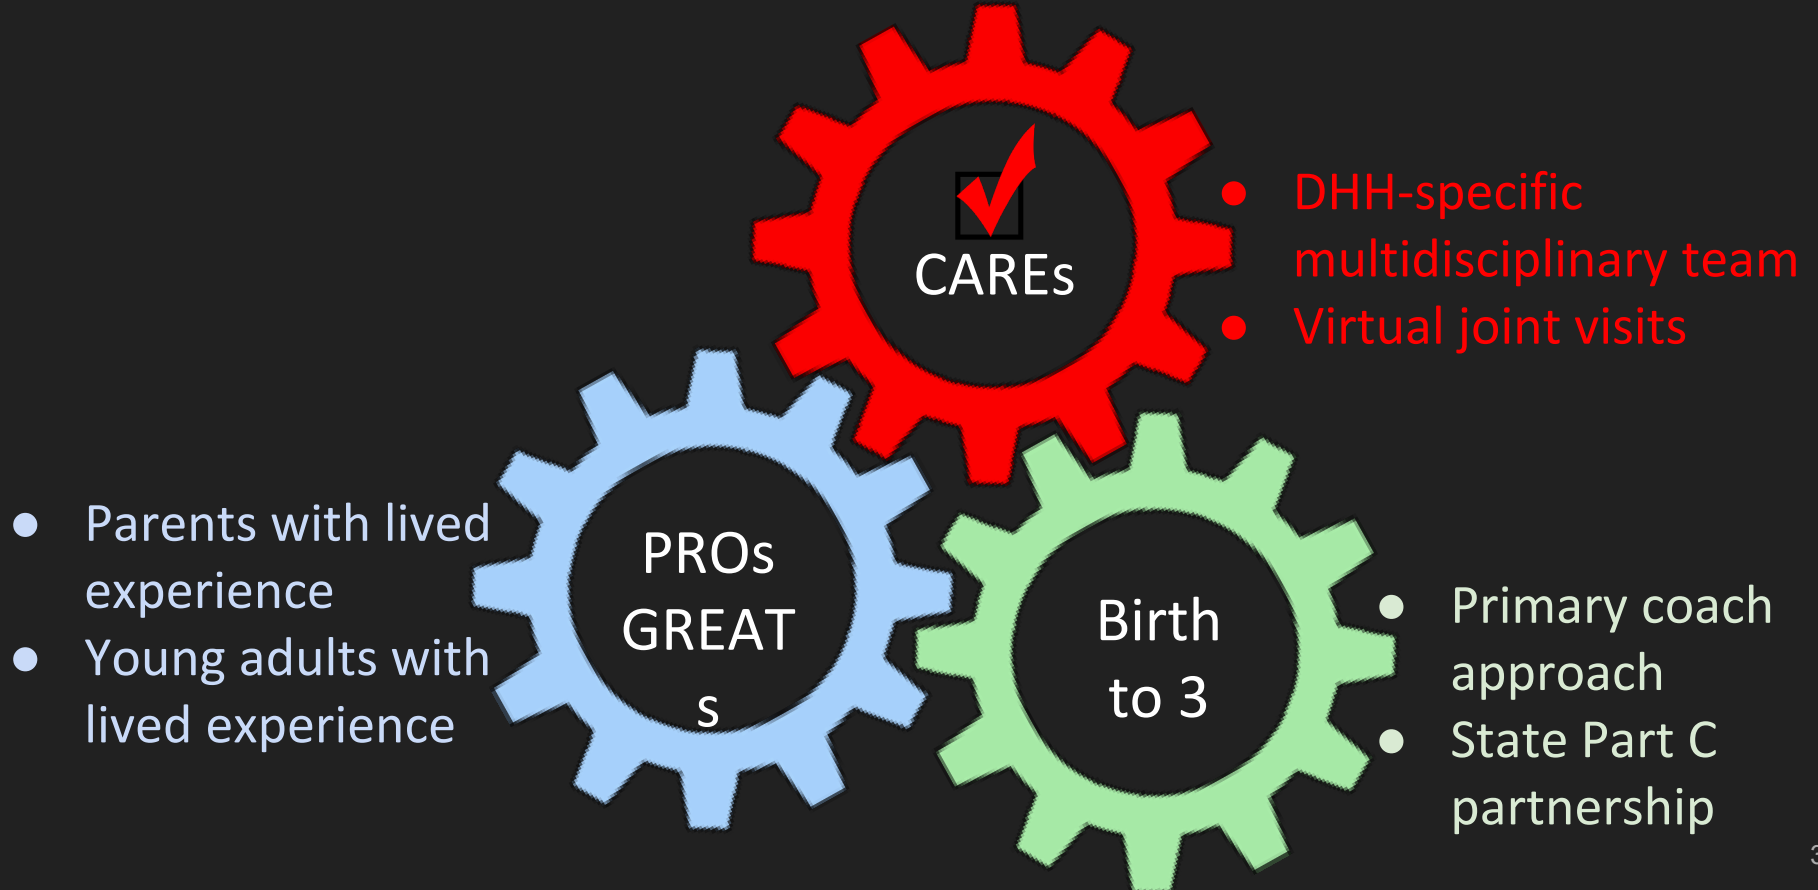 CAREs
● DHH-specific
multidisciplinary team
● Virtual joint visits
● Parents with lived
experience
● Young adults with
lived experience
PROs
GREAT
s
Birth
to 3
● Primary coach
approach
● State Part C
partnership
3